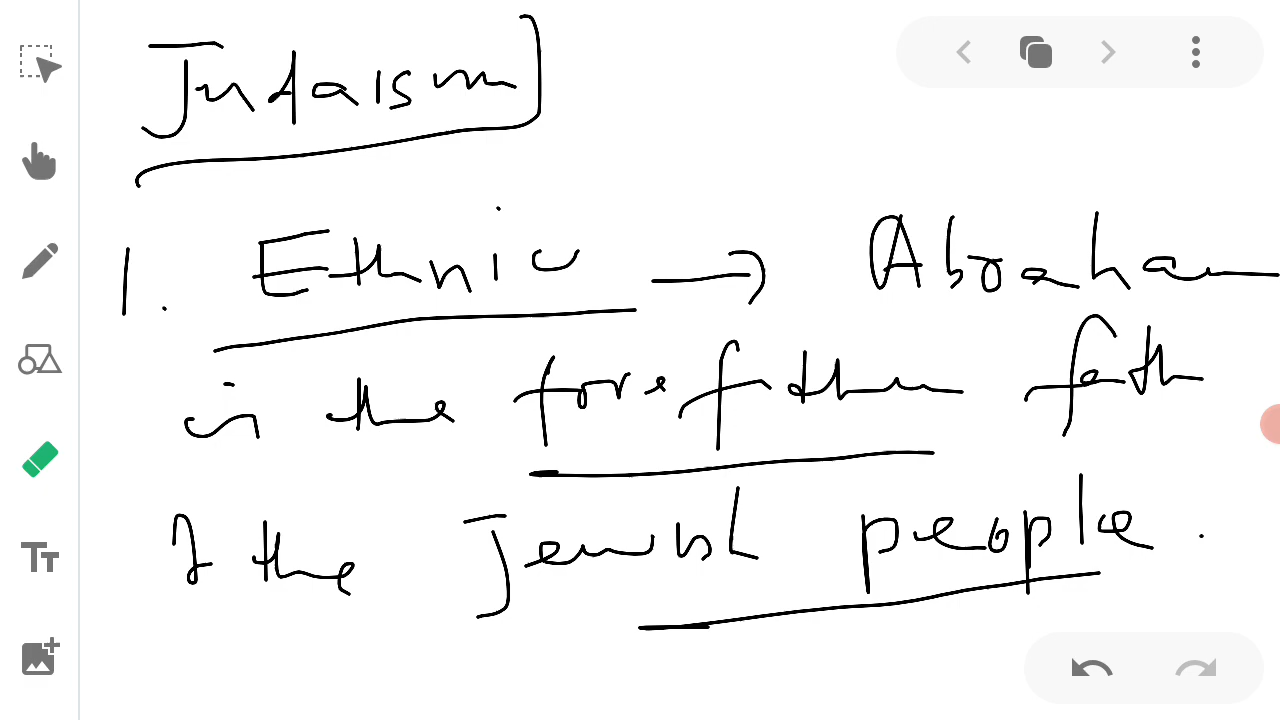 Judaism
1. Ethnic → Abraham
is the forefather faith
of the Jewish people.